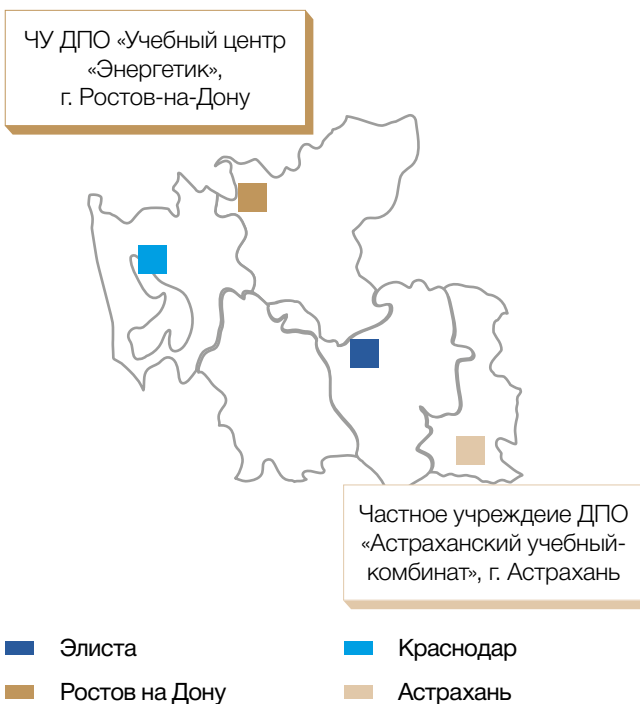 ЧУ ДПО «Учебный центр
«Энергетик»,
г. Ростов-на-Дону
Частное учреждеие ДПО
«Астраханский учебный-
комбинат», г. Астрахань
Элиста
Краснодар
Ростов на Дону
Астрахань